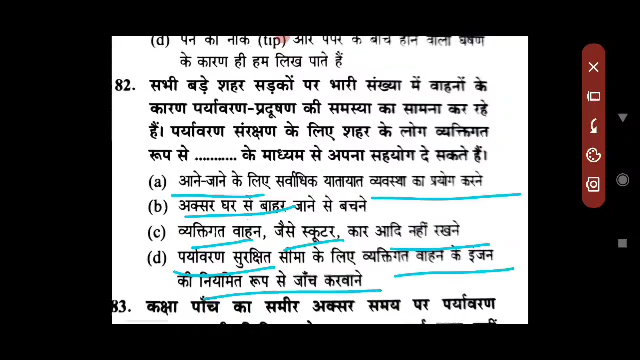 (d) पेन की नोक (tip) और पेपर के बीच होने वाला घर्षण
के कारण ही हम लिख पाते हैं
82. सभी बड़े शहर सड़कों पर भारी संख्या में वाहनों के
कारण पर्यावरण-प्रदूषण की समस्या का सामना कर रहे
हैं। पर्यावरण संरक्षण के लिए शहर के लोग व्यक्तिगत
रूप से ........... के माध्यम से अपना सहयोग दे सकते हैं।
(a) आने-जाने के लिए सर्वाधिक यातायात व्यवस्था का प्रयोग करने
(b) अक्सर घर से बाहर जाने से बचने
(c) व्यक्तिगत वाहन, जैसे स्कूटर, कार आदि नहीं रखने
(d) पर्यावरण सुरक्षित सीमा के लिए व्यक्तिगत वाहन के इंजन
की नियमित रूप से जाँच करवाने
83. कक्षा पाँच का समीर अक्सर समय पर पर्यावरण